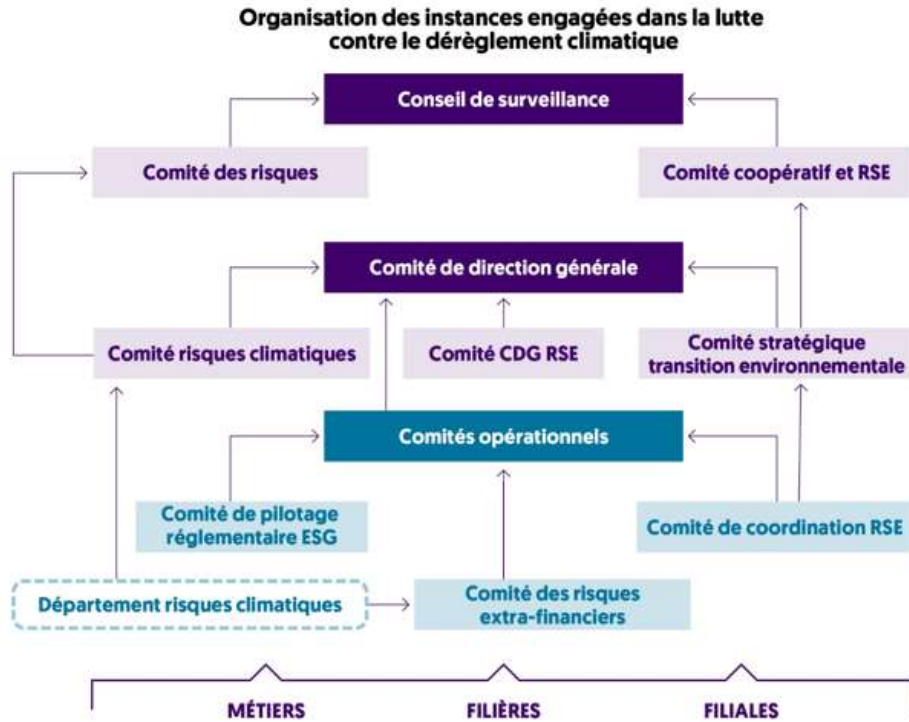 Organisation des instances engagées dans la lutte
contre le dérèglement climatique
Conseil de surveillance
Comité des risques
Comité coopératif et RSE
Comité de direction générale
Comité risques climatiques
Comité CDG RSE
Comité stratégique
transition environnementale
Comités opérationnels
Comité de pilotage
réglementaire ESG
Comité de coordination RSE
Département risques climatiques
Comité des risques
extra-financiers
MÉTIERS
FILIÈRES
FILIALES